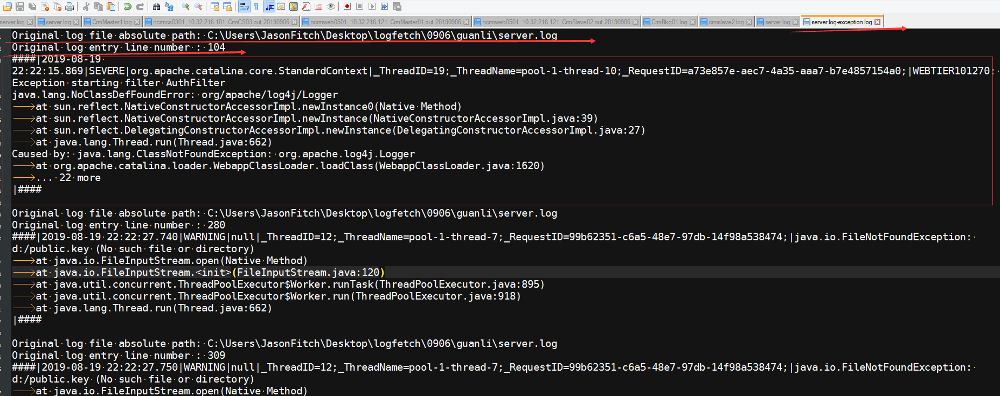 server.log
server.log
CrmMaster1.log
ncrmcs0301_10.32.216.101_CrmCS03.out.20190906
ncrmweb0501_10.32.216.121_CrmMaster01.out.20190906
ncrmweb0501_10.32.216.121_CrmSlave02.out.20190906
CrmBkg01.log
crmslave2.log
server.log
server.log-exception.log
Original log file absolute path: C:\Users\JasonFitch\Desktop\logfetch\0906\guanli\server.log
Original log entry line number : 104
####|2019-08-19
22:22:15.869|SEVERE|org.apache.catalina.core.StandardContext|_ThreadID=19;_ThreadName=pool-1-thread-10;_RequestID=a73e857e-aec7-4a35-aaa7-b7e4857154a0;|WEBTIER101270:
Exception starting filter AuthFilter
java.lang.NoClassDefFoundError: org/apache/log4j/Logger
at sun.reflect.NativeConstructorAccessorImpl.newInstance0(Native Method)
at sun.reflect.NativeConstructorAccessorImpl.newInstance(NativeConstructorAccessorImpl.java:39)
at sun.reflect.DelegatingConstructorAccessorImpl.newInstance(DelegatingConstructorAccessorImpl.java:27)
at java.lang.Thread.run(Thread.java:662)
Caused by: java.lang.ClassNotFoundException: org.apache.log4j.Logger
at org.apache.catalina.loader.WebappClassLoader.loadClass(WebappClassLoader.java:1620)
... 22 more
|####
Original log file absolute path: C:\Users\JasonFitch\Desktop\logfetch\0906\guanli\server.log
Original log entry line number : 280
####|2019-08-19 22:22:27.740|WARNING|null|_ThreadID=12;_ThreadName=pool-1-thread-7;_RequestID=99b62351-c6a5-48e7-97db-14f98a538474;|java.io.FileNotFoundException:
d:/public.key (No such file or directory)
at java.io.FileInputStream.open(Native Method)
at java.io.FileInputStream.<init>(FileInputStream.java:120)
at java.util.concurrent.ThreadPoolExecutor$Worker.runTask(ThreadPoolExecutor.java:895)
at java.util.concurrent.ThreadPoolExecutor$Worker.run(ThreadPoolExecutor.java:918)
at java.lang.Thread.run(Thread.java:662)
|####
Original log file absolute path: C:\Users\JasonFitch\Desktop\logfetch\0906\guanli\server.log
Original log entry line number : 309
####|2019-08-19 22:22:27.750|WARNING|null|_ThreadID=12;_ThreadName=pool-1-thread-7;_RequestID=99b62351-c6a5-48e7-97db-14f98a538474;|java.io.FileNotFoundException:
d:/public.key (No such file or directory)
at java.io.FileInputStream.open(Native Method)